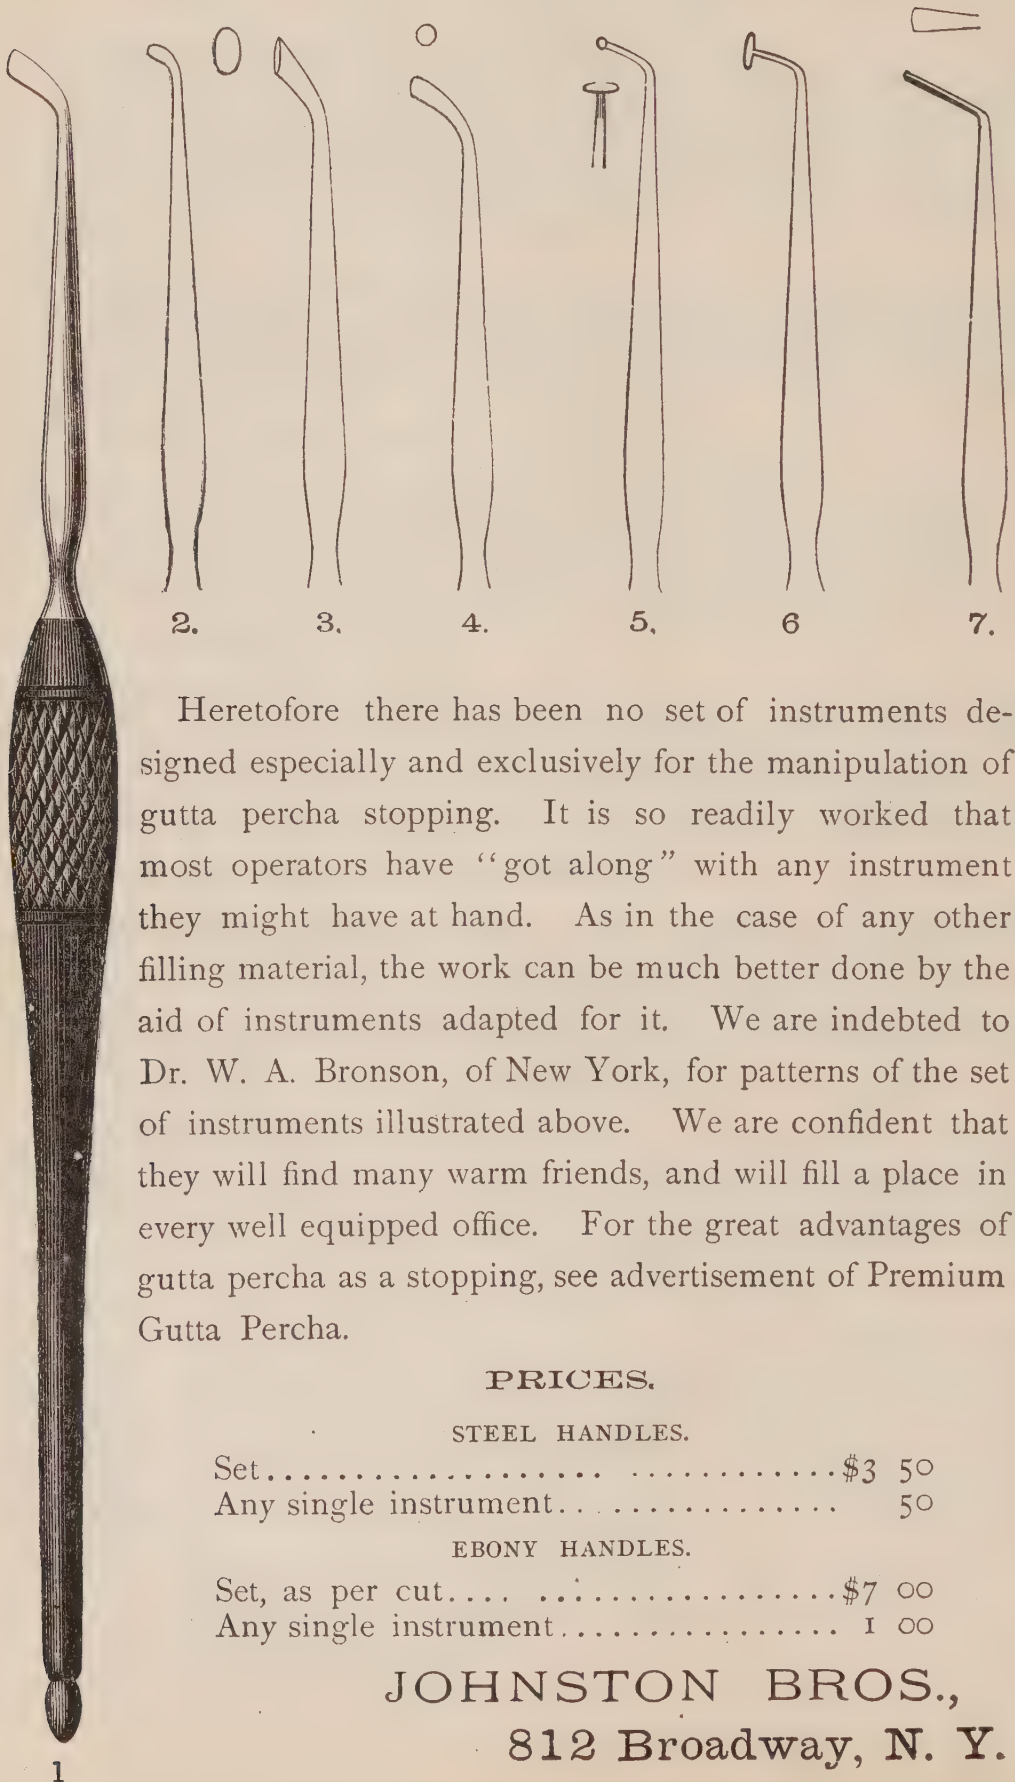 2. 3. 4. 5. 6 7.
Heretofore there has been no set of instruments de-
signed especially and exclusively for the manipulation of
gutta percha stopping. It is so readily worked that
most operators have “got along” with any instrument
they might have at hand. As in the case of any other
filling material, the work can be much better done by the
aid of instruments adapted for it. We are indebted to
Dr. W. A. Bronson, of New York, for patterns of the set
of instruments illustrated above. We are confident that
they will find many warm friends, and will fill a place in
every well equipped office. For the great advantages of
gutta percha as a stopping, see advertisement of Premium
Gutta Percha.
PRICES.
STEEL HANDLES.
Set.................... ............$3 50
Any single instrument.................. 50
EBONY HANDLES.
Set, as per cut.... ...................$7 00
Any single instrument................. 1 00
JOHNSTON BROS.,
812 Broadway, N. Y.
1